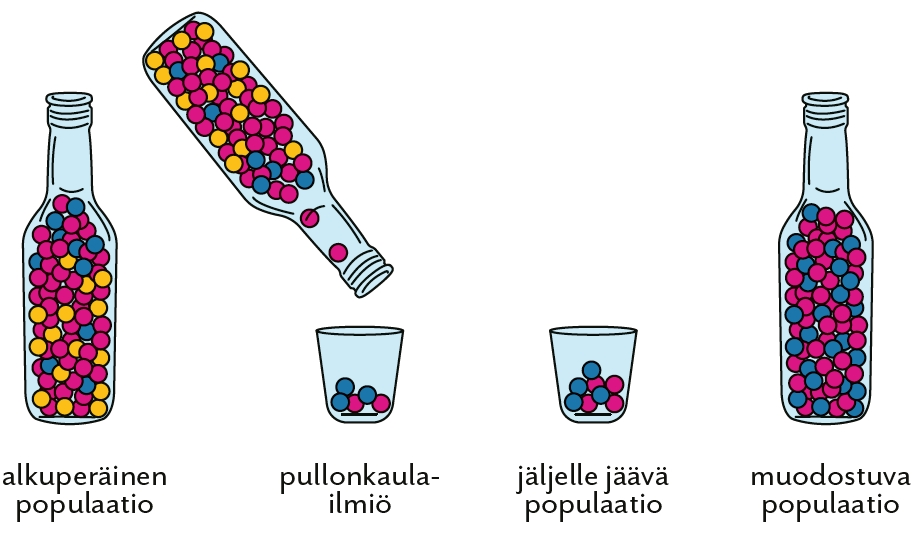 alkuperäinen
populaatio
pullonkaula-
ilmiö
jäljelle jäävä
populaatio
muodostuva
populaatio